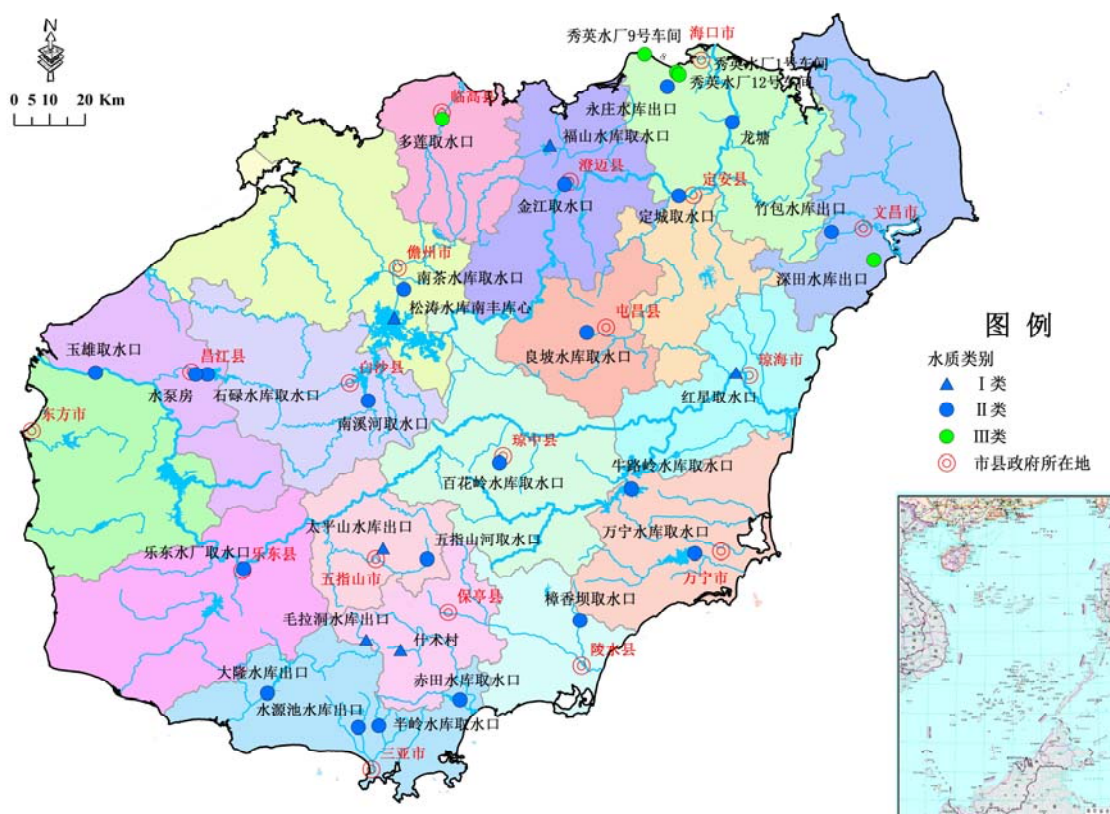 N
0 5 10 20 Km
秀英水厂9号车间
8
海口市
秀英水厂1号车间
秀英水厂12号车间
永庄水库出口
临高县
多莲取水口
福山水库取水口
龙塘
澄迈县
金江取水口
定安县
定城取水口
竹包水库出口
文昌市
深田水库出口
儋州市
南茶水库取水口
松涛水库南丰库心
屯昌县
良坡水库取水口
玉雄取水口
昌江县
水泵房
石碌水库取水口
白沙县
南溪河取水口
琼海市
红星取水口
东方市
琼中县
百花岭水库取水口
牛路岭水库取水口
太平山水库出口
五指山河取水口
万宁水库取水口
乐东水厂取水口
乐东县
五指山市
万宁市
保亭县
樟香坝取水口
毛拉洞水库出口
什术村
陵水县
大隆水库出口
赤田水库取水口
水源池水库出口
半岭水库取水口
三亚市
图 例
水质类别
Ⅰ类
Ⅱ类
Ⅲ类
市县政府所在地